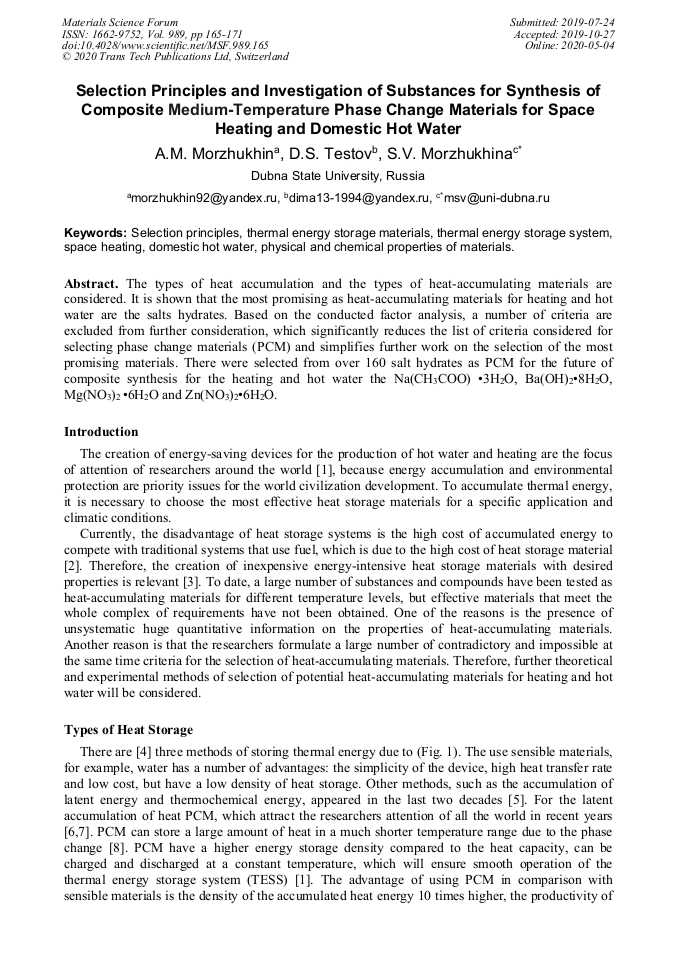 Materials Science Forum
ISSN: 1662-9752, Vol. 989, pp 165-171
doi:10.4028/www.scientific.net/MSF.989.165
© 2020 Trans Tech Publications Ltd, Switzerland
Submitted: 2019-07-24
Accepted: 2019-10-27
Online: 2020-05-04
Selection Principles and Investigation of Substances for Synthesis of
Composite Medium-Temperature Phase Change Materials for Space
Heating and Domestic Hot Water
A.M. Morzhukhinᵃ, D.S. Testovᵇ, S.V. Morzhukhinaᶜ*
Dubna State University, Russia
ᵃmorzhukhin92@yandex.ru, ᵇdima13-1994@yandex.ru, ᶜ*msv@uni-dubna.ru
Keywords: Selection principles, thermal energy storage materials, thermal energy storage system,
space heating, domestic hot water, physical and chemical properties of materials.
Abstract. The types of heat accumulation and the types of heat-accumulating materials are
considered. It is shown that the most promising as heat-accumulating materials for heating and hot
water are the salts hydrates. Based on the conducted factor analysis, a number of criteria are
excluded from further consideration, which significantly reduces the list of criteria considered for
selecting phase change materials (PCM) and simplifies further work on the selection of the most
promising materials. There were selected from over 160 salt hydrates as PCM for the future of
composite synthesis for the heating and hot water the Na(CH₃COO) •3H₂O, Ba(OH)₂•8H₂O,
Mg(NO₃)₂ •6H₂O and Zn(NO₃)₂•6H₂O.
Introduction
The creation of energy-saving devices for the production of hot water and heating are the focus
of attention of researchers around the world [1], because energy accumulation and environmental
protection are priority issues for the world civilization development. To accumulate thermal energy,
it is necessary to choose the most effective heat storage materials for a specific application and
climatic conditions.
Currently, the disadvantage of heat storage systems is the high cost of accumulated energy to
compete with traditional systems that use fuel, which is due to the high cost of heat storage material
[2]. Therefore, the creation of inexpensive energy-intensive heat storage materials with desired
properties is relevant [3]. To date, a large number of substances and compounds have been tested as
heat-accumulating materials for different temperature levels, but effective materials that meet the
whole complex of requirements have not been obtained. One of the reasons is the presence of
unsystematic huge quantitative information on the properties of heat-accumulating materials.
Another reason is that the researchers formulate a large number of contradictory and impossible at
the same time criteria for the selection of heat-accumulating materials. Therefore, further theoretical
and experimental methods of selection of potential heat-accumulating materials for heating and hot
water will be considered.
Types of Heat Storage
There are [4] three methods of storing thermal energy due to (Fig. 1). The use sensible materials,
for example, water has a number of advantages: the simplicity of the device, high heat transfer rate
and low cost, but have a low density of heat storage. Other methods, such as the accumulation of
latent energy and thermochemical energy, appeared in the last two decades [5]. For the latent
accumulation of heat PCM, which attract the researchers attention of all the world in recent years
[6,7]. PCM can store a large amount of heat in a much shorter temperature range due to the phase
change [8]. PCM have a higher energy storage density compared to the heat capacity, can be
charged and discharged at a constant temperature, which will ensure smooth operation of the
thermal energy storage system (TESS) [1]. The advantage of using PCM in comparison with
sensible materials is the density of the accumulated heat energy 10 times higher, the productivity of